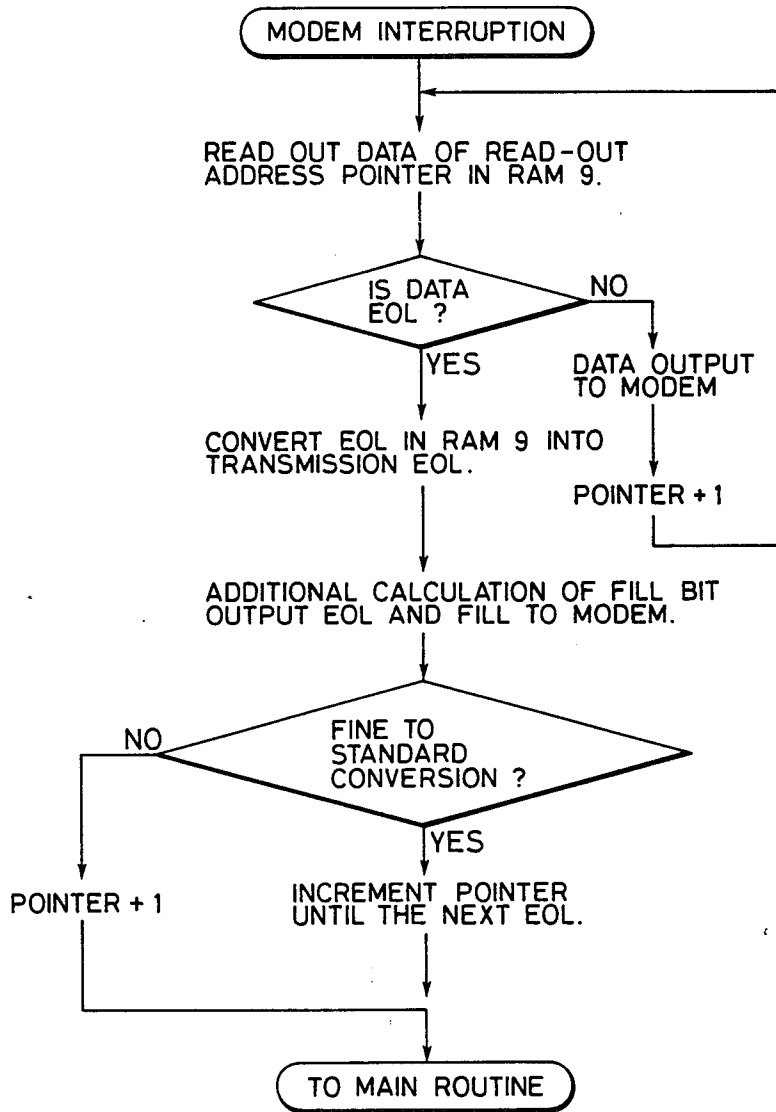 MODEM INTERRUPTION
READ OUT DATA OF READ-OUT
ADDRESS POINTER IN RAM 9.
IS DATA
EOL ?
NO
YES
DATA OUTPUT
TO MODEM
CONVERT EOL IN RAM 9 INTO
TRANSMISSION EOL.
POINTER + 1
ADDITIONAL CALCULATION OF FILL BIT
OUTPUT EOL AND FILL TO MODEM.
FINE TO
STANDARD
CONVERSION ?
NO
YES
POINTER + 1
INCREMENT POINTER
UNTIL THE NEXT EOL.
TO MAIN ROUTINE